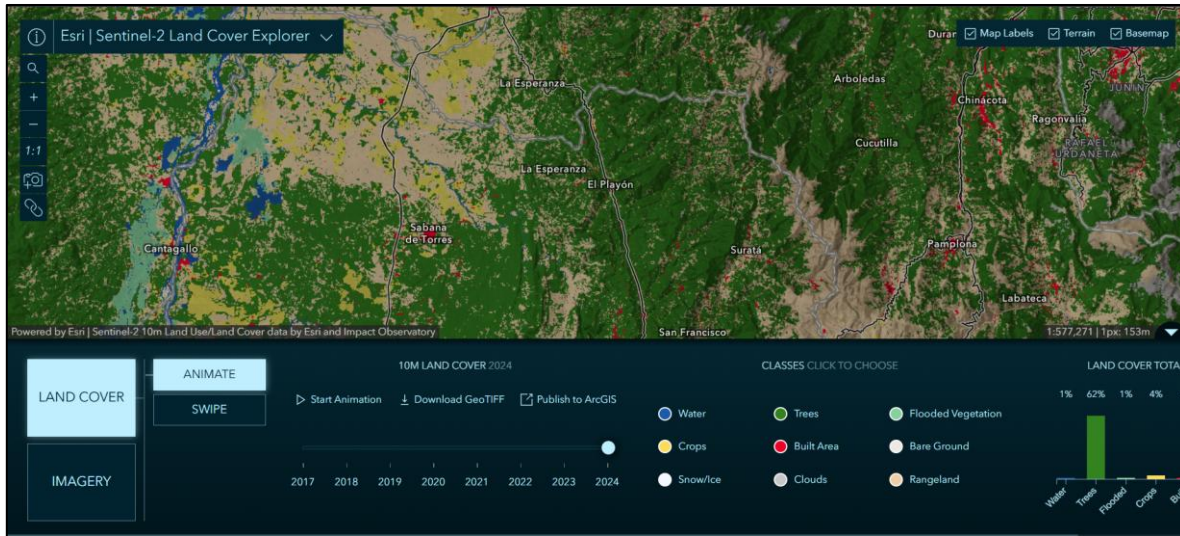 Esri | Sentinel-2 Land Cover Explorer
Map Labels Terrain Basemap
1:1
La Esperanza
Arboledas
Chinácota
JUNIN
Ragonvalia
Cucutilla
RAFAEL
URDANETA
La Esperanza
El Playón
Sabana
de Torres
Cantagallo
Suratá
Pamplona
Labateca
San Francisco
Powered by Esri | Sentinel-2 10m Land Use/Land Cover data by Esri and Impact Observatory
1:577,271 | 1px: 153m
LAND COVER
ANIMATE
SWIPE
IMAGERY
10M LAND COVER 2024
Start Animation Download GeoTIFF Publish to ArcGIS
2017 2018 2019 2020 2021 2022 2023 2024
CLASSES CLICK TO CHOOSE
Water Trees Flooded Vegetation
Crops Built Area Bare Ground
Snow/Ice Clouds Rangeland
LAND COVER TOTA
1% 62% 1% 4%
Water Trees Flooded Crops